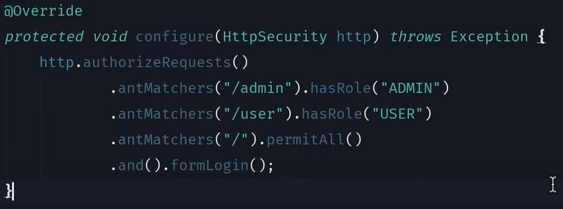 @Override
protected void configure(HttpSecurity http) throws Exception {
http.authorizeRequests()
.antMatchers("/admin").hasRole("ADMIN")
.antMatchers("/user").hasRole("USER")
.antMatchers("/").permitAll()
.and().formLogin();
}